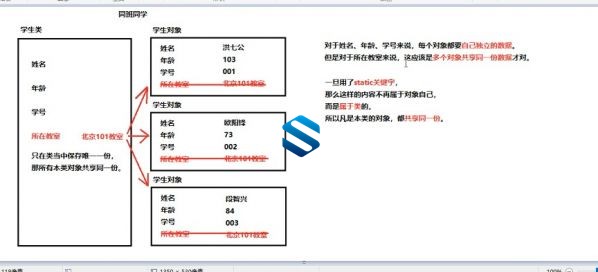 同班同学
学生类
姓名
年龄
学号
所在教室 北京101教室
只在类当中保存唯一一份,
那所有本类对象共享同一份。
学生对象
姓名 洪七公
年龄 103
学号 001
所在教室 北京101教室
学生对象
姓名 欧阳锋
年龄 73
学号 002
所在教室 北京101教室
学生对象
姓名 段智兴
年龄 84
学号 003
所在教室 北京101教室
对于姓名、年龄、学号来说,每个对象都要自己独立的数据。
但是对于所在教室来说,这应该是多个对象共享同一份数据才对。
一旦用了static关键字,
那么这样的内容不再属于对象自己,
而是属于类的。
所以凡是本类的对象,都共享同一份。
100%